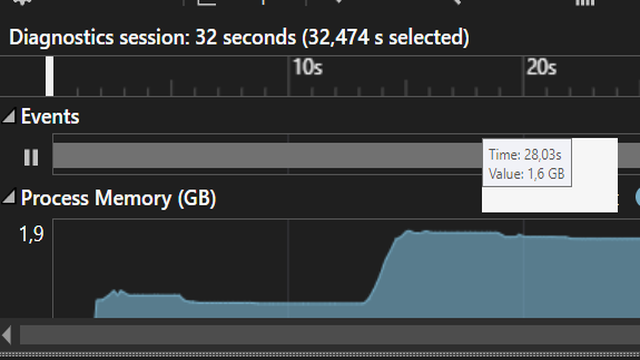 Diagnostics session: 32 seconds (32,474 s selected)
10s 20s
Events
Time: 28,03s
Value: 1,6 GB
Process Memory (GB)
1,9